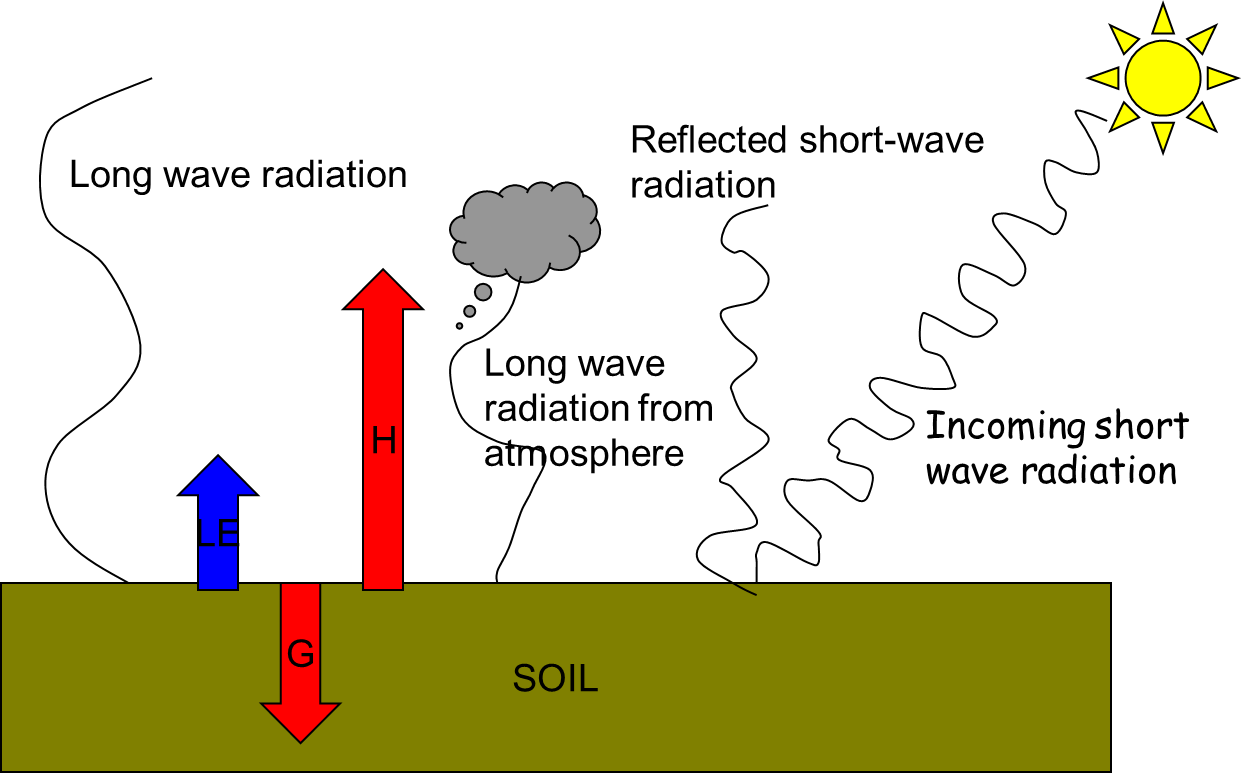 Reflected short-wave
radiation
Long wave radiation
Long wave
radiation from
atmosphere
Incoming short
wave radiation
H
LE
G
SOIL